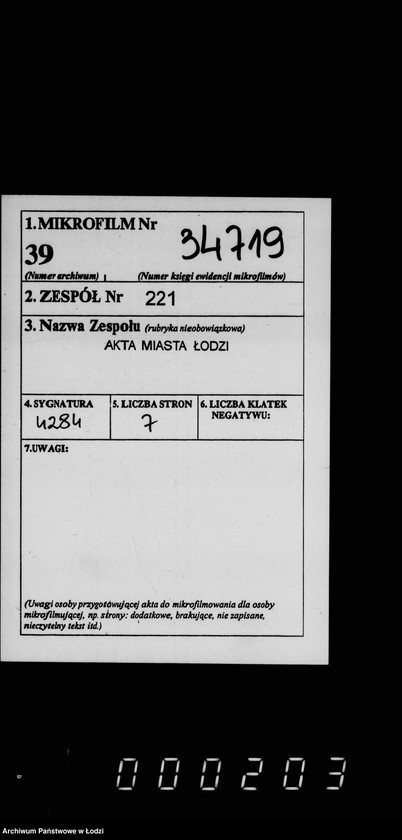 1. MIKROFILM Nr
39 34719
(Numer archiwum) (Numer księgi ewidencji mikrofilmów)
2. ZESPÓŁ Nr 221
3. Nazwa Zespołu (rubryka nieobowiązkowa)
AKTA MIASTA ŁODZI
4. SYGNATURA 5. LICZBA STRON 6. LICZBA KLATEK
NEGATYWU:
4284 7
7.UWAGI:
(Uwagi osoby przygotowującej akta do mikrofilmowania dla osoby
mikrofilmującej, np. strony: dodatkowe, brakujące, nie zapisane,
nieczytelny tekst itd.)
000203
Archiwum Państwowe w Łodzi